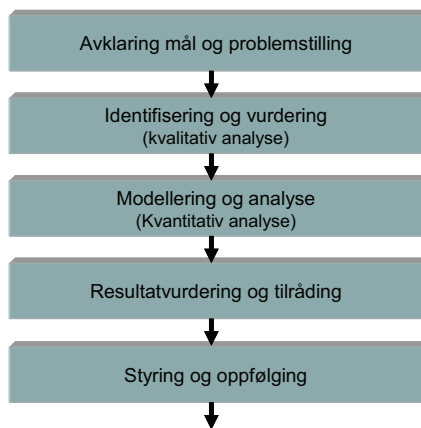 Avklaring mål og problemstilling
Identifisering og vurdering
(kvalitativ analyse)
Modellering og analyse
(Kvantitativ analyse)
Resultatvurdering og tilråding
Styring og oppfølging